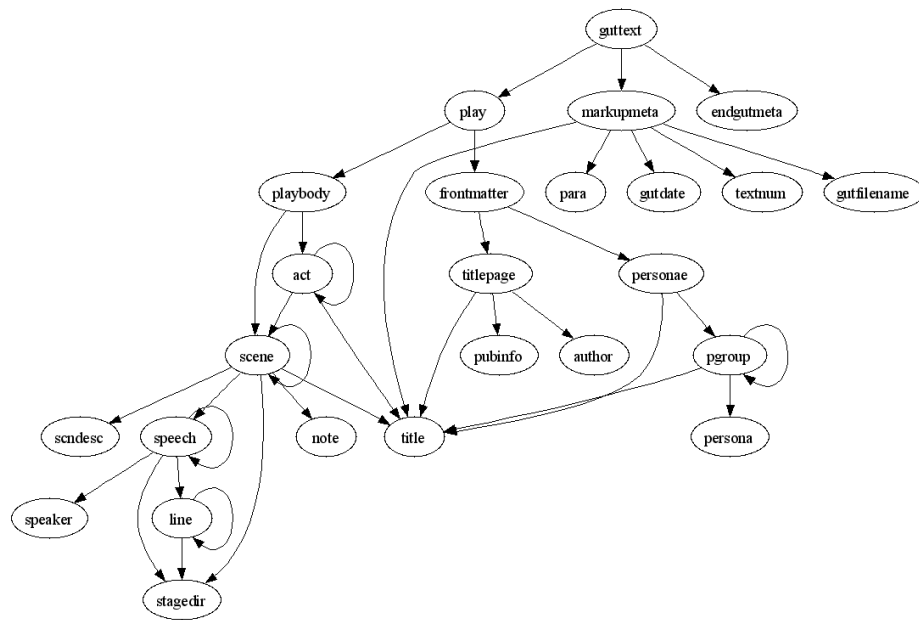 guttext
play
markupmeta
endgutmeta
playbody
frontmatter
para
gutdate
textnum
gutfilename
act
titlepage
personae
scene
pubinfo
author
pgroup
scndesc
speech
note
title
persona
speaker
line
stagedir